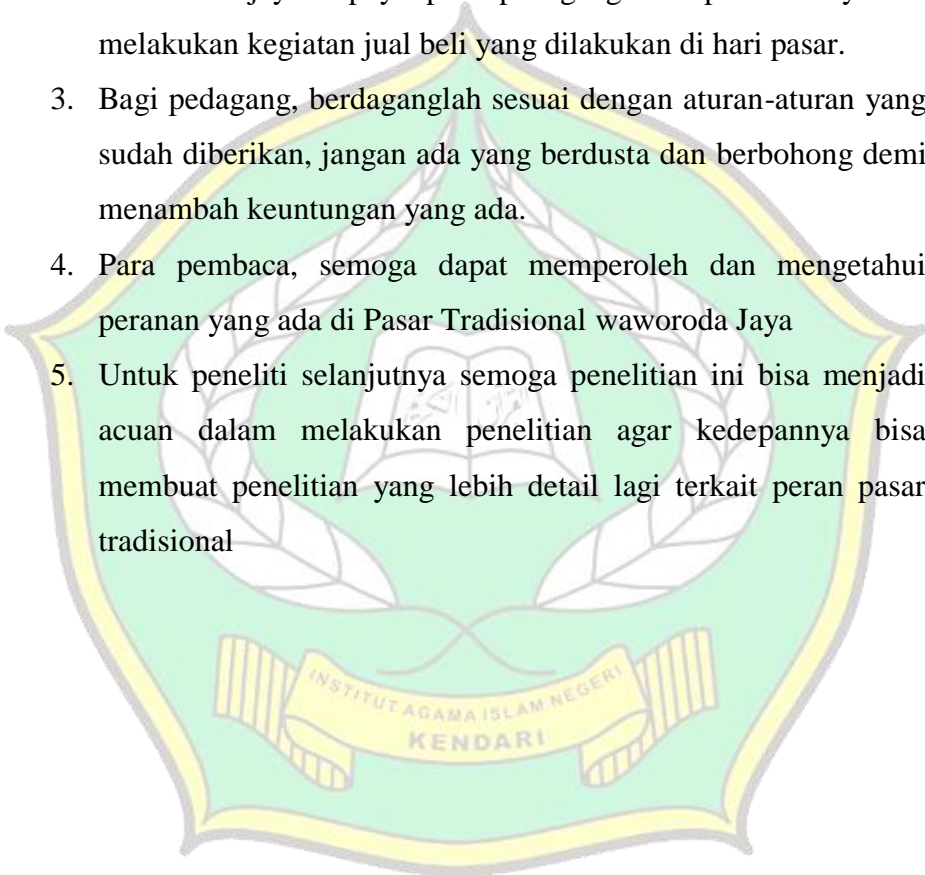 melakukan kegiatan jual beli yang dilakukan di hari pasar.
3. Bagi pedagang, berdaganglah sesuai dengan aturan-aturan yang
sudah diberikan, jangan ada yang berdusta dan berbohong demi
menambah keuntungan yang ada.
4. Para pembaca, semoga dapat memperoleh dan mengetahui
peranan yang ada di Pasar Tradisional waworoda Jaya
5. Untuk peneliti selanjutnya semoga penelitian ini bisa menjadi
acuan dalam melakukan penelitian agar kedepannya bisa
membuat penelitian yang lebih detail lagi terkait peran pasar
tradisional
INSTITUT AGAMA ISLAM NEGERI
KENDARI